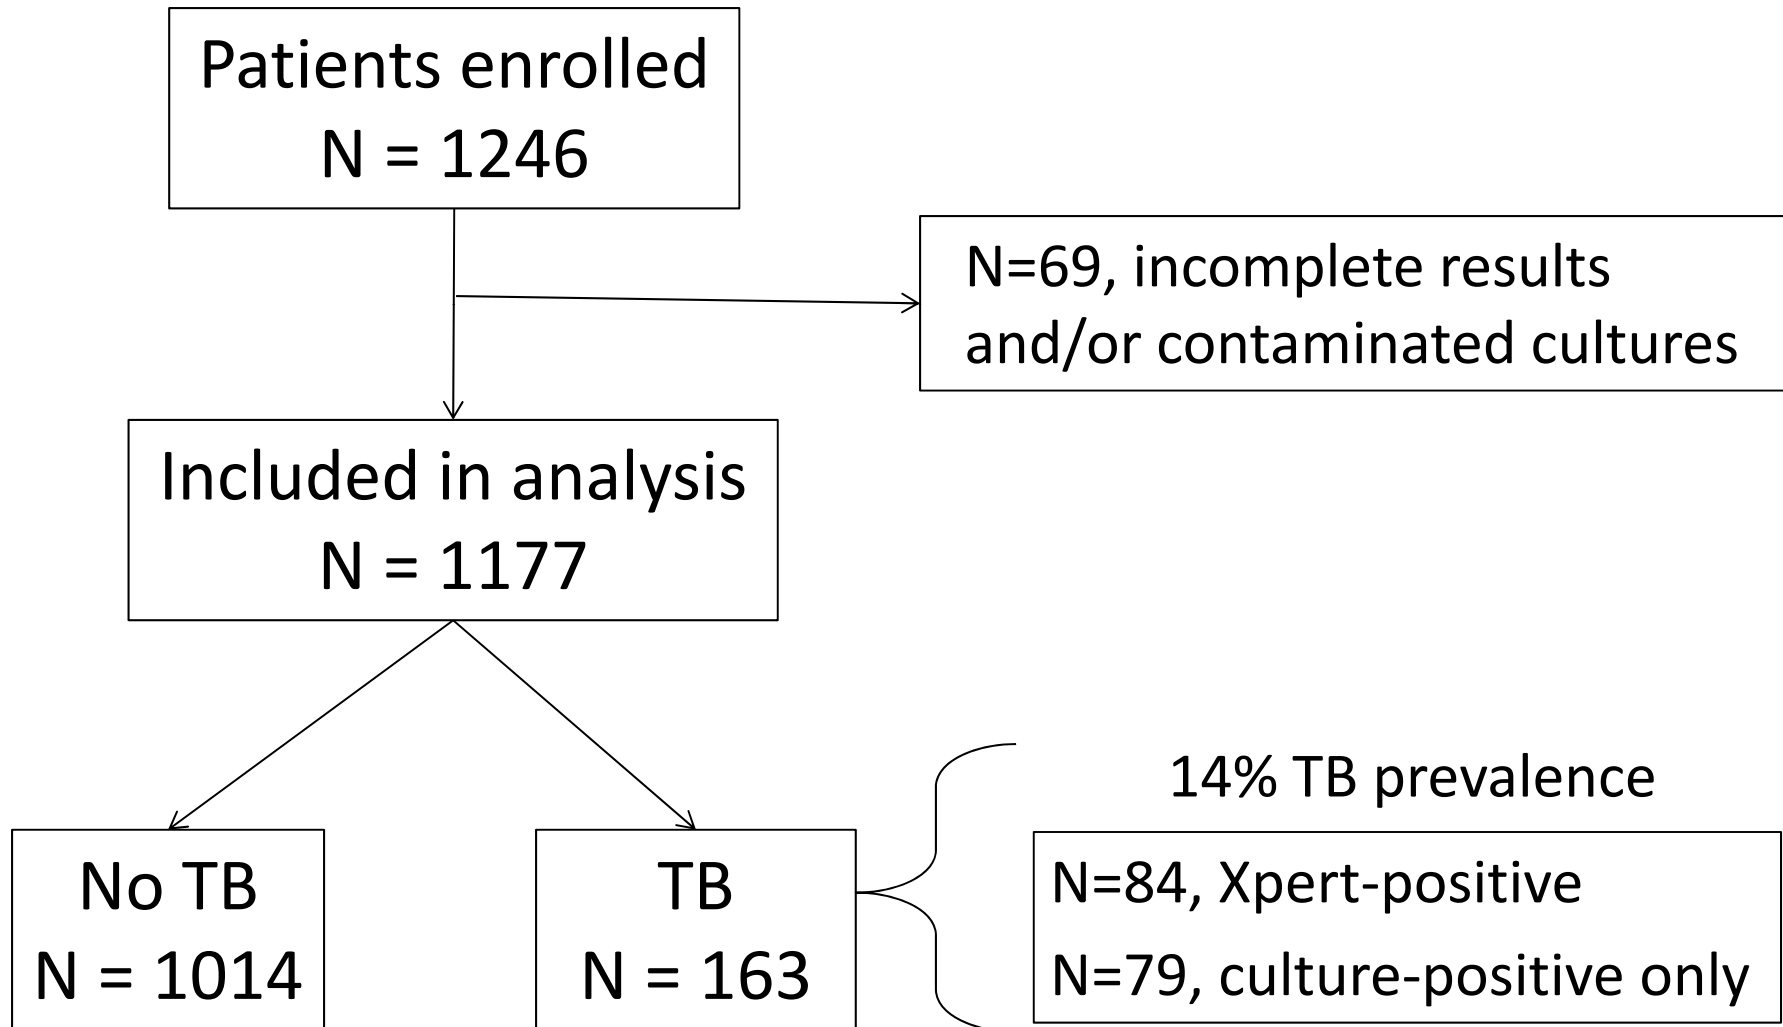 Patients enrolled
N = 1246
N=69, incomplete results
and/or contaminated cultures
Included in analysis
N = 1177
No TB
N = 1014
TB
N = 163
14% TB prevalence
N=84, Xpert-positive
N=79, culture-positive only